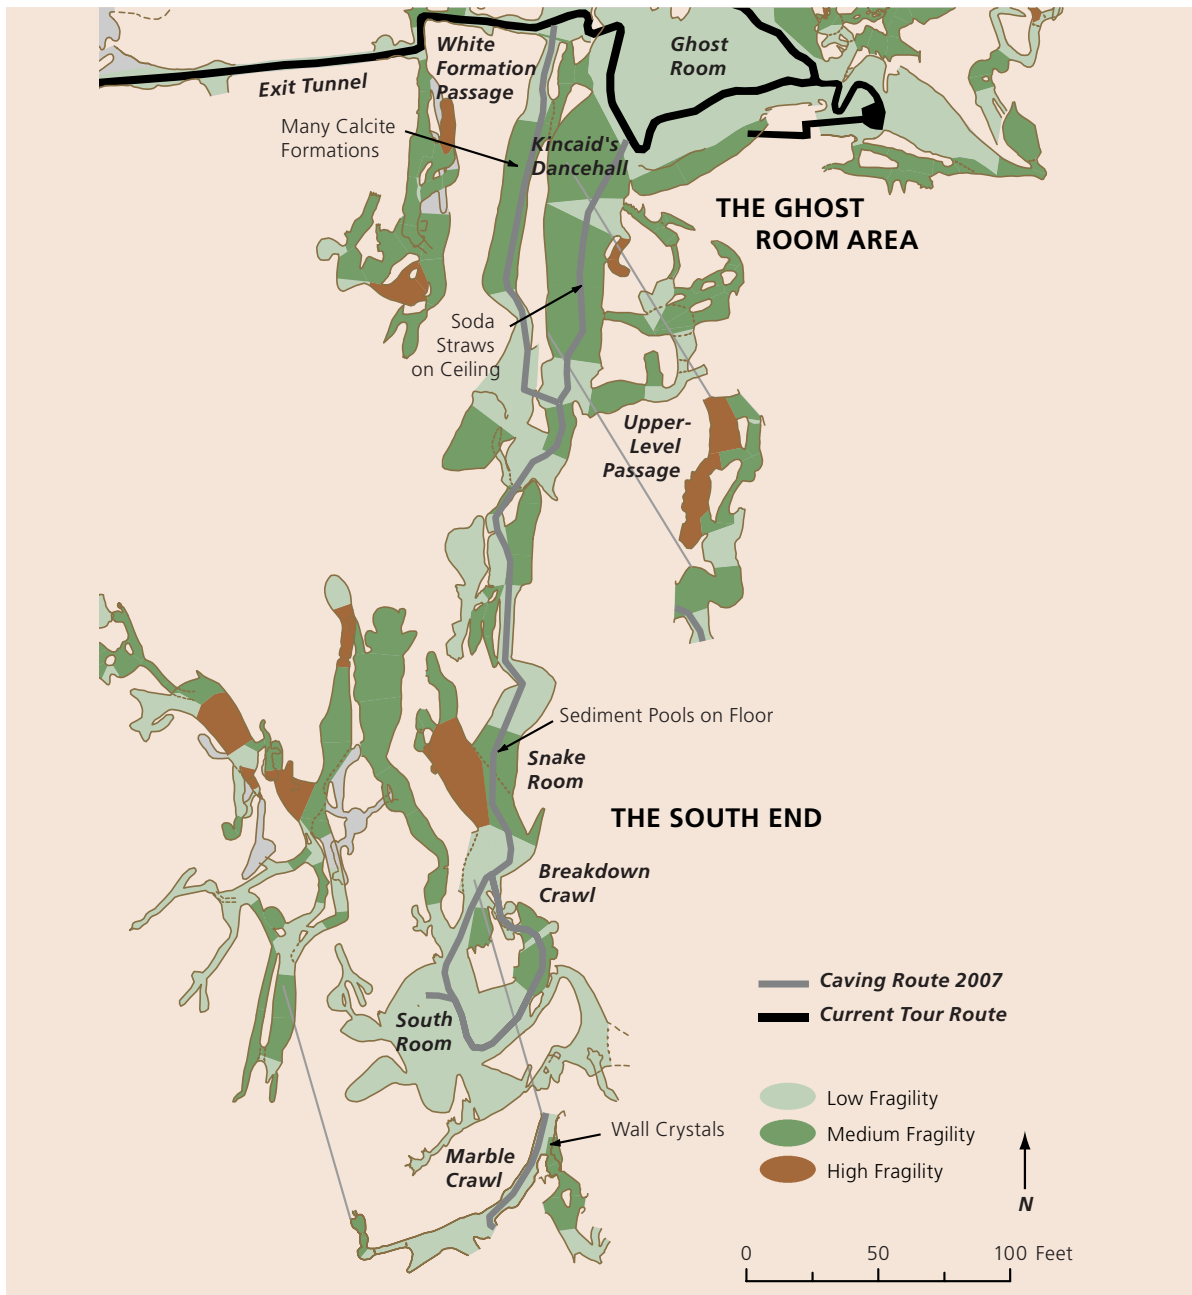 White
Formation
Passage
Ghost
Room
Exit Tunnel
Many Calcite
Formations
Kincaid's
Dancehall
THE GHOST
ROOM AREA
Soda
Straws
on Ceiling
Upper-
Level
Passage
Sediment Pools on Floor
Snake
Room
THE SOUTH END
Breakdown
Crawl
Caving Route 2007
Current Tour Route
South
Room
Low Fragility
Medium Fragility
High Fragility
Wall Crystals
Marble
Crawl
N
0 50 100 Feet